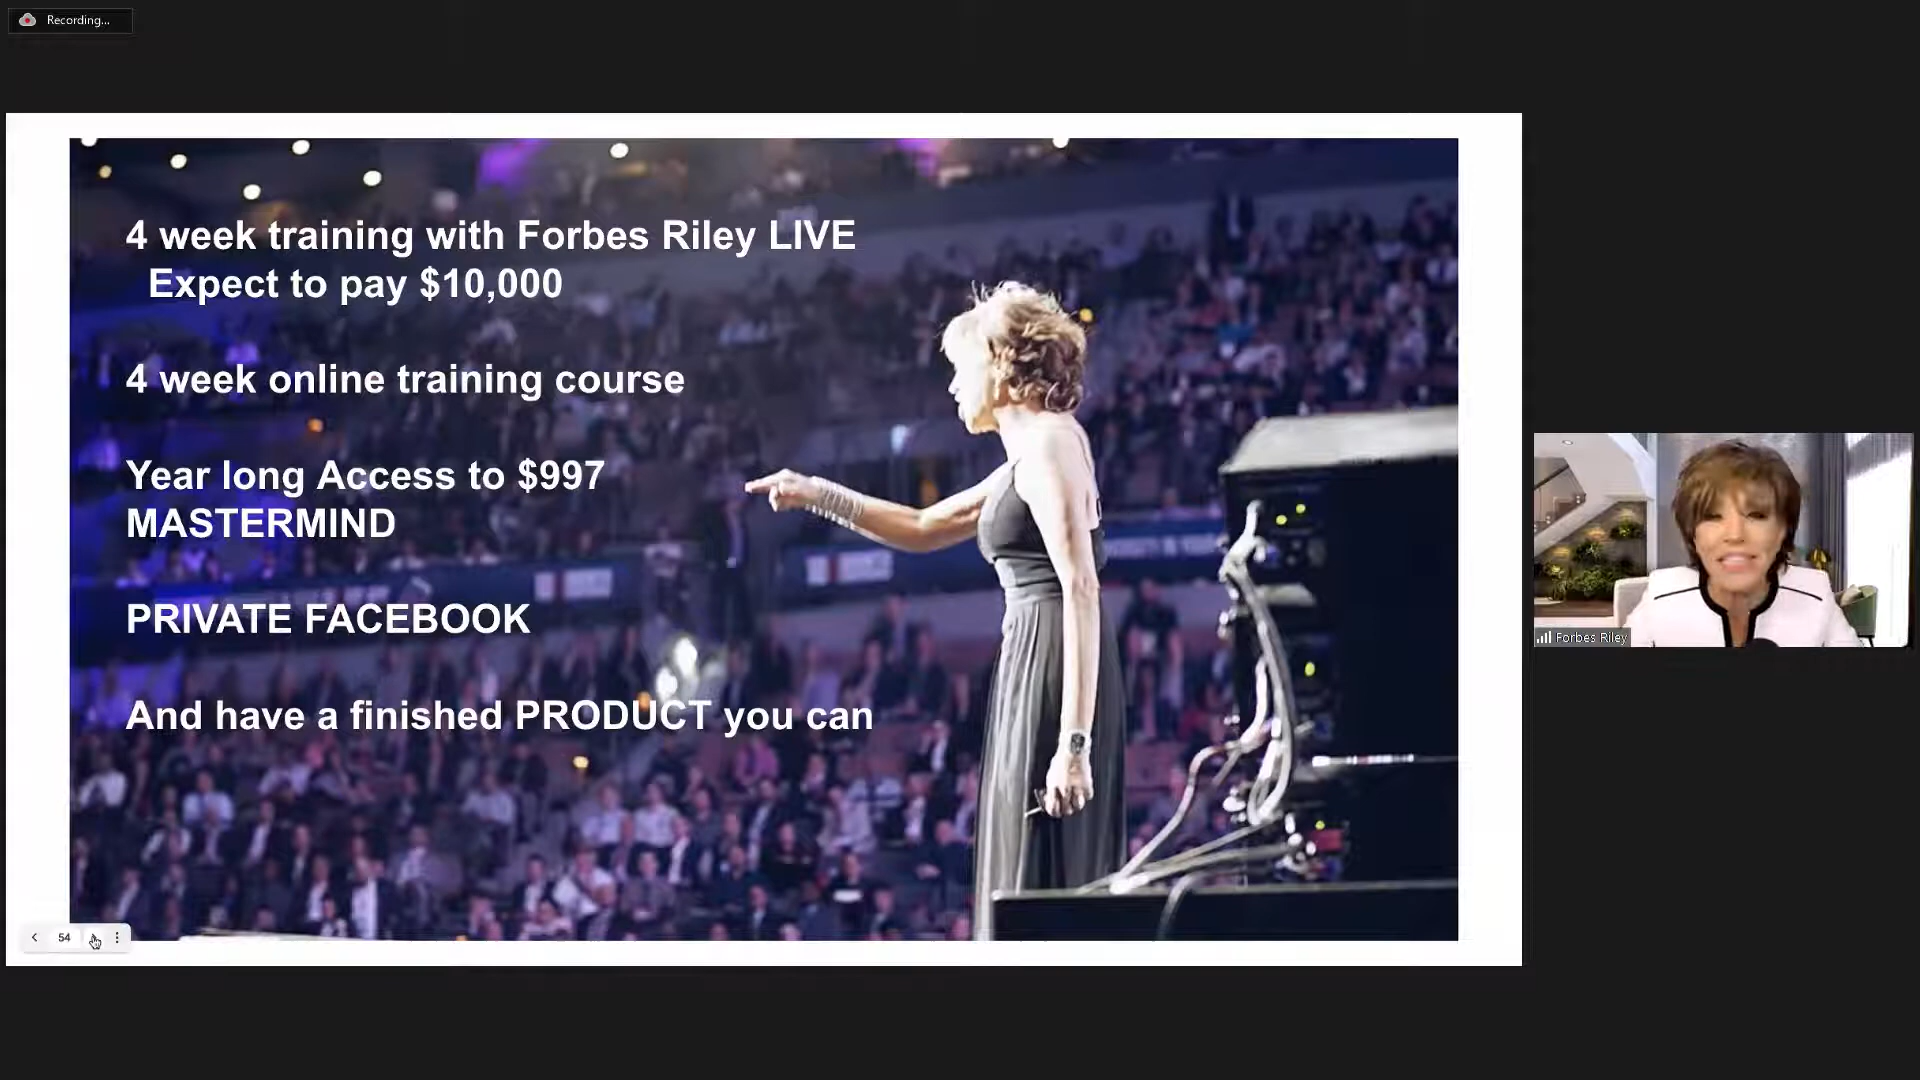 Recording...
4 week training with Forbes Riley LIVE
Expect to pay $10,000
4 week online training course
Year long Access to $997
MASTERMIND
PRIVATE FACEBOOK
And have a finished PRODUCT you can
54
Forbes Riley